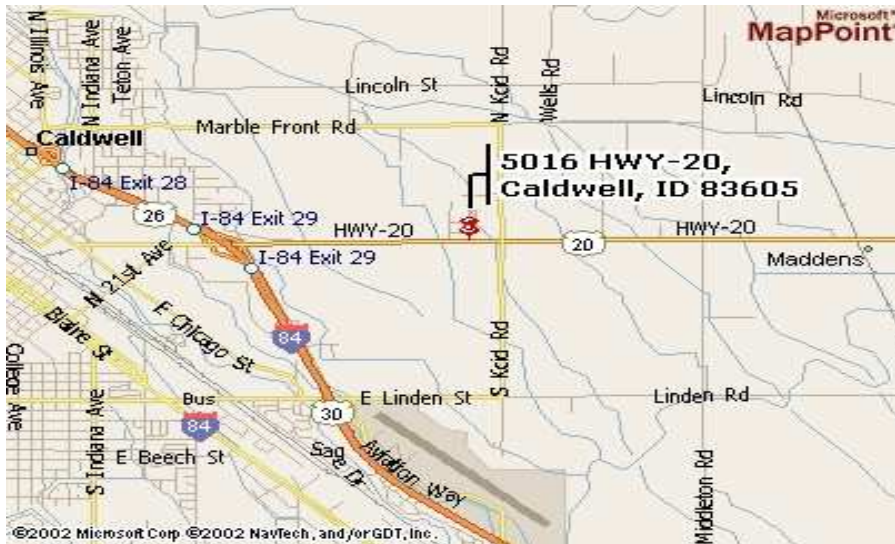 Microsoft
MapPoint
N Illinois Ave
N Indiana Ave
Teton Ave
Lincoln St
N Kcid Rd
Wells Rd
Lincoln Rd
Marble Front Rd
Caldwell
I-84 Exit 28
5016 HWY-20,
Caldwell, ID 83605
26
I-84 Exit 29
HWY-20
20
HWY-20
Maddens
N 21st Ave
I-84 Exit 29
Blaine St
E Chicago St
84
S Kcid Rd
College Ave
S Indiana Ave
Bus
84
30
E Linden St
Linden Rd
E Beech St
Sage Dr
Aviation Way
Middleton Rd
©2002 Microsoft Corp ©2002 NavTech, and/or GDT, Inc.